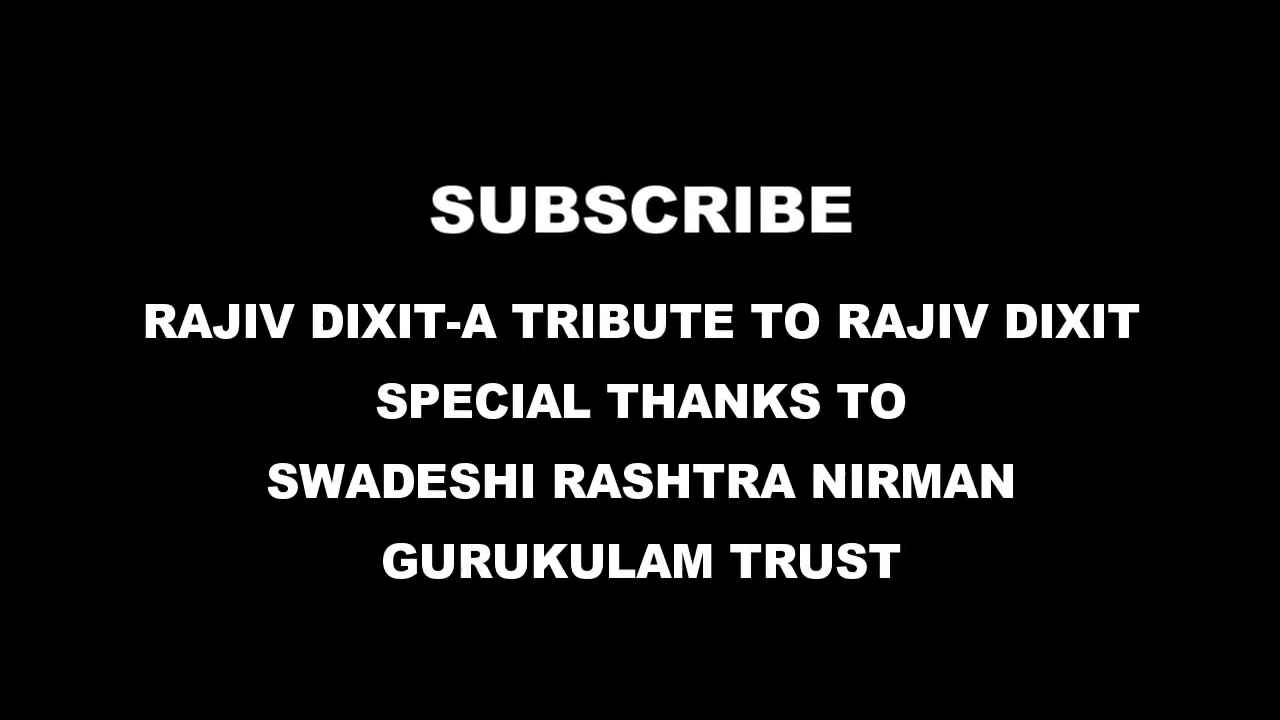 SUBSCRIBE
RAJIV DIXIT-A TRIBUTE TO RAJIV DIXIT
SPECIAL THANKS TO
SWADESHI RASHTRA NIRMAN
GURUKULAM TRUST